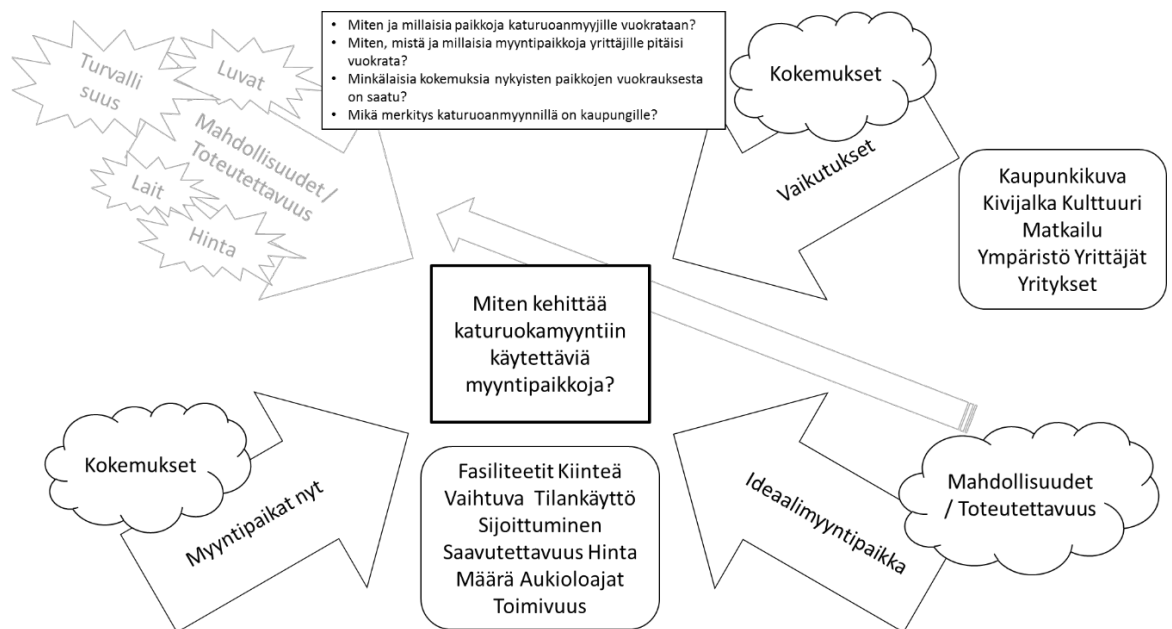 • Miten ja millaisia paikkoja katuruoanmyyjille vuokrataan?
• Miten, mistä ja millaisia myyntipaikkoja yrittäjille pitäisi
vuokrata?
• Minkälaisia kokemuksia nykyisten paikkojen vuokrauksesta
on saatu?
• Mikä merkitys katuruoanmyynnillä on kaupungille?
Turvalli
suus
Luvat
Mahdollisuudet /
Toteutettavuus
Lait
Hinta
Kokemukset
Vaikutukset
Kaupunkikuva
Kivijalka Kulttuuri
Matkailu
Ympäristö Yrittäjät
Yritykset
Miten kehittää
katuruokamyyntiin
käytettäviä
myyntipaikkoja?
Kokemukset
Myyntipaikat nyt
Fasiliteetit Kiinteä
Vaihtuva Tilankäyttö
Sijoittuminen
Saavutettavuus Hinta
Määrä Aukioloajat
Toimivuus
Ideaalimyyntipaikka
Mahdollisuudet
/ Toteutettavuus